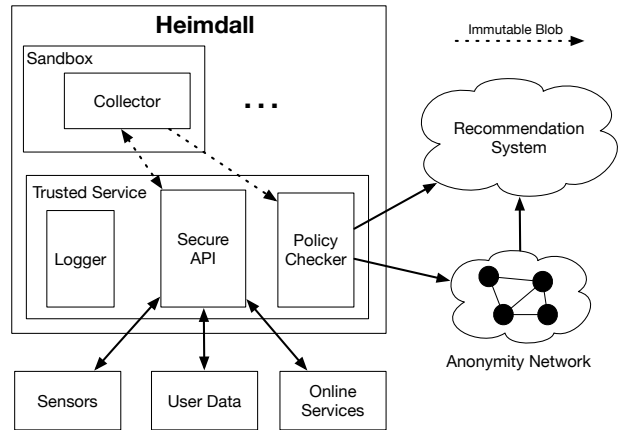 Heimdall
Immutable Blob
Sandbox
Collector
...
Recommendation
System
Trusted Service
Logger
Secure
API
Policy
Checker
Anonymity Network
Sensors
User Data
Online
Services